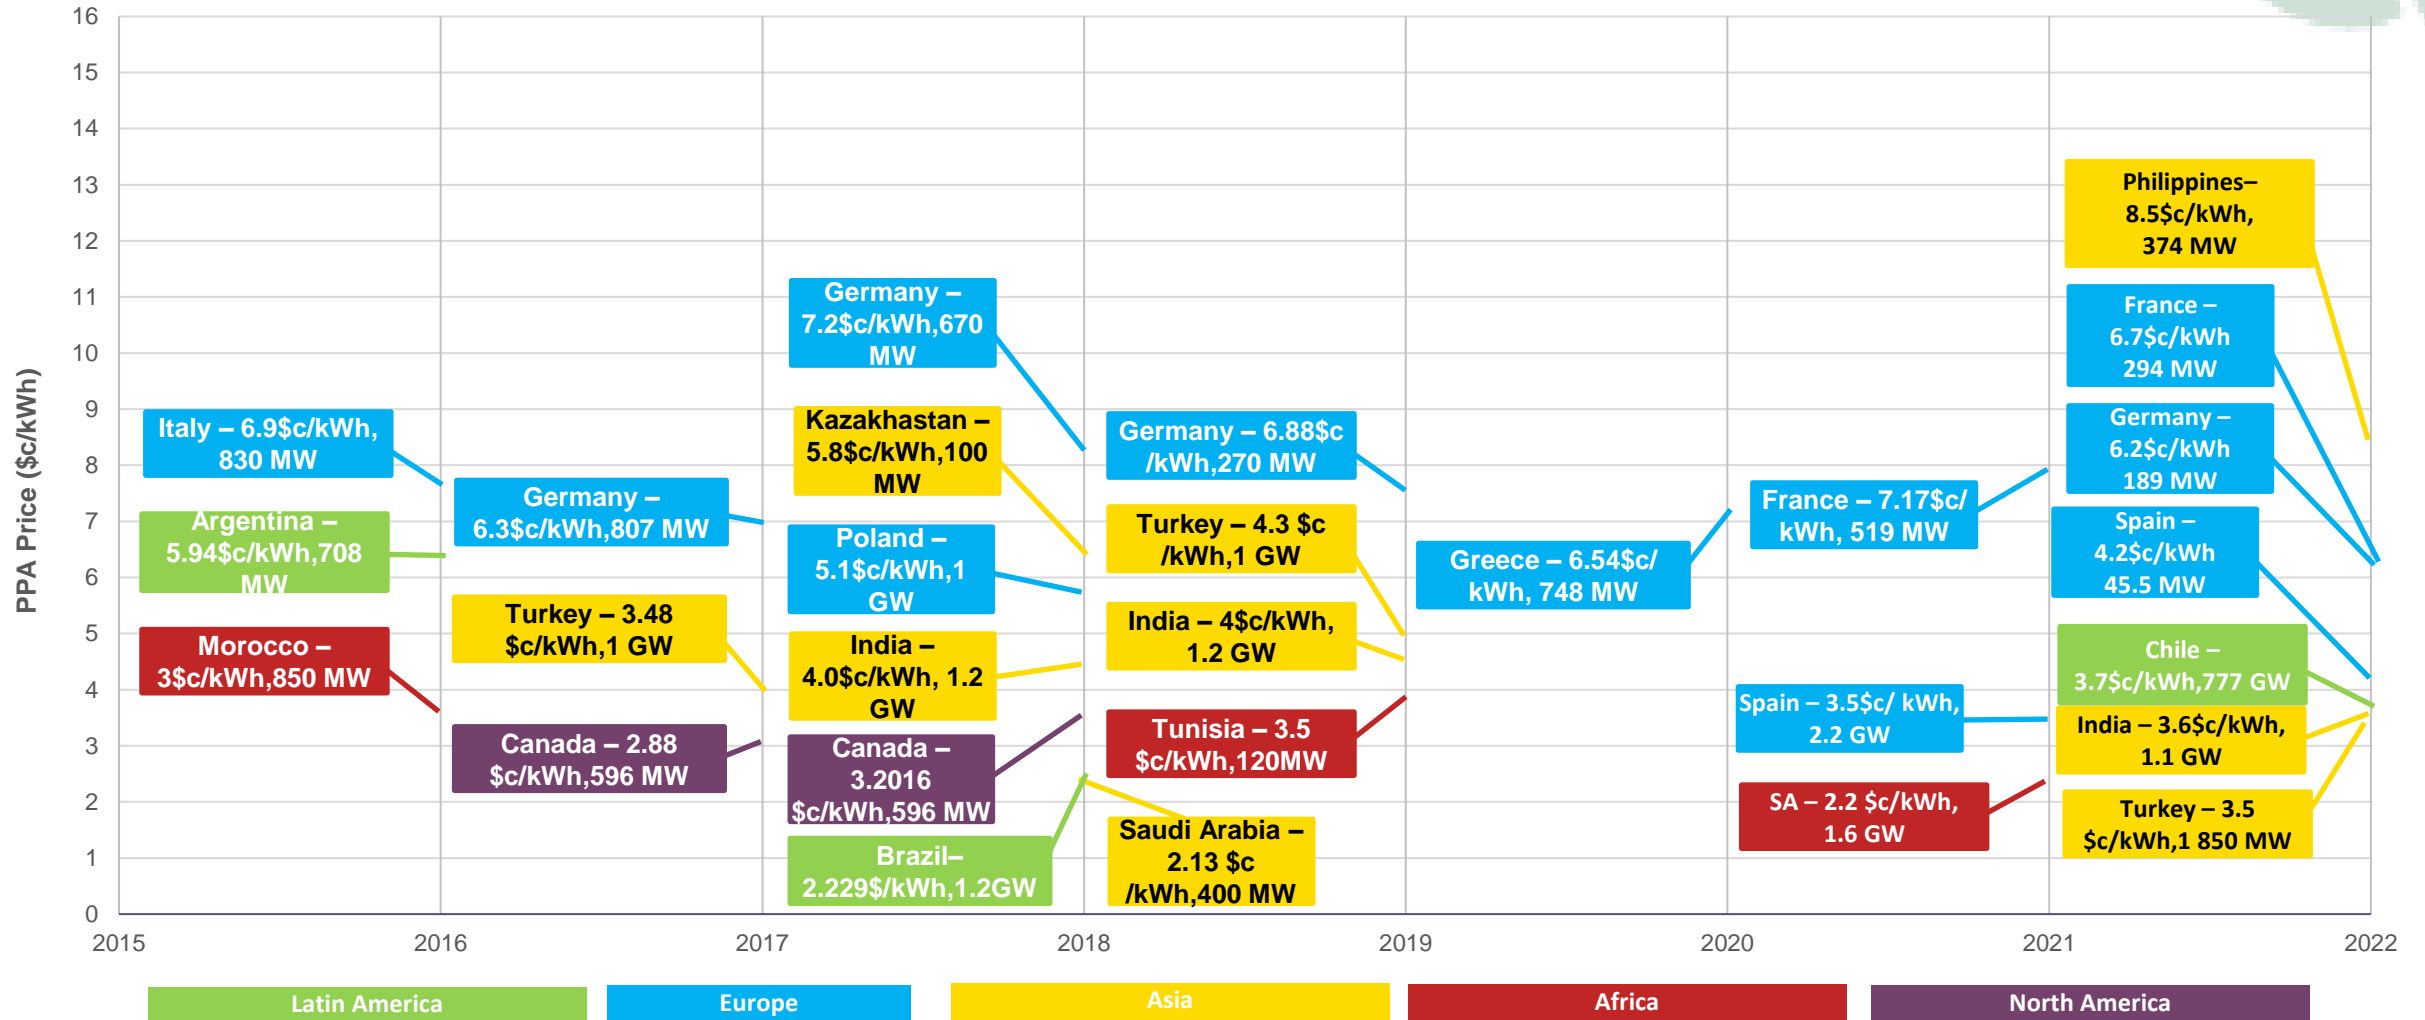 PPA Price ($c/kWh)
16
15
14
13
12
11
10
9
8
7
6
5
4
3
2
1
0
Italy – 6.9$c/kWh,
830 MW
Argentina –
5.94$c/kWh,708
MW
Morocco –
3$c/kWh,850 MW
Germany –
6.3$c/kWh,807 MW
Turkey – 3.48
$c/kWh,1 GW
Canada – 2.88
$c/kWh,596 MW
Germany –
7.2$c/kWh,670
MW
Kazakhastan –
5.8$c/kWh,100
MW
Poland –
5.1$c/kWh,1
GW
India –
4.0$c/kWh, 1.2
GW
Canada –
3.2016
$c/kWh,596 MW
Brazil–
2.229$/kWh,1.2GW
Germany – 6.88$c
/kWh,270 MW
Turkey – 4.3 $c
/kWh,1 GW
India – 4$c/kWh,
1.2 GW
Tunisia – 3.5
$c/kWh,120MW
Saudi Arabia –
2.13 $c
/kWh,400 MW
Greece – 6.54$c/
kWh, 748 MW
France – 7.17$c/
kWh, 519 MW
Spain – 3.5$c/ kWh,
2.2 GW
SA – 2.2 $c/kWh,
1.6 GW
Philippines–
8.5$c/kWh,
374 MW
France –
6.7$c/kWh
294 MW
Germany –
6.2$c/kWh
189 MW
Spain –
4.2$c/kWh
45.5 MW
Chile –
3.7$c/kWh,777 GW
India – 3.6$c/kWh,
1.1 GW
Turkey – 3.5
$c/kWh,1 850 MW
2015
2016
2017
2018
2019
2020
2021
2022
Latin America
Europe
Asia
Africa
North America